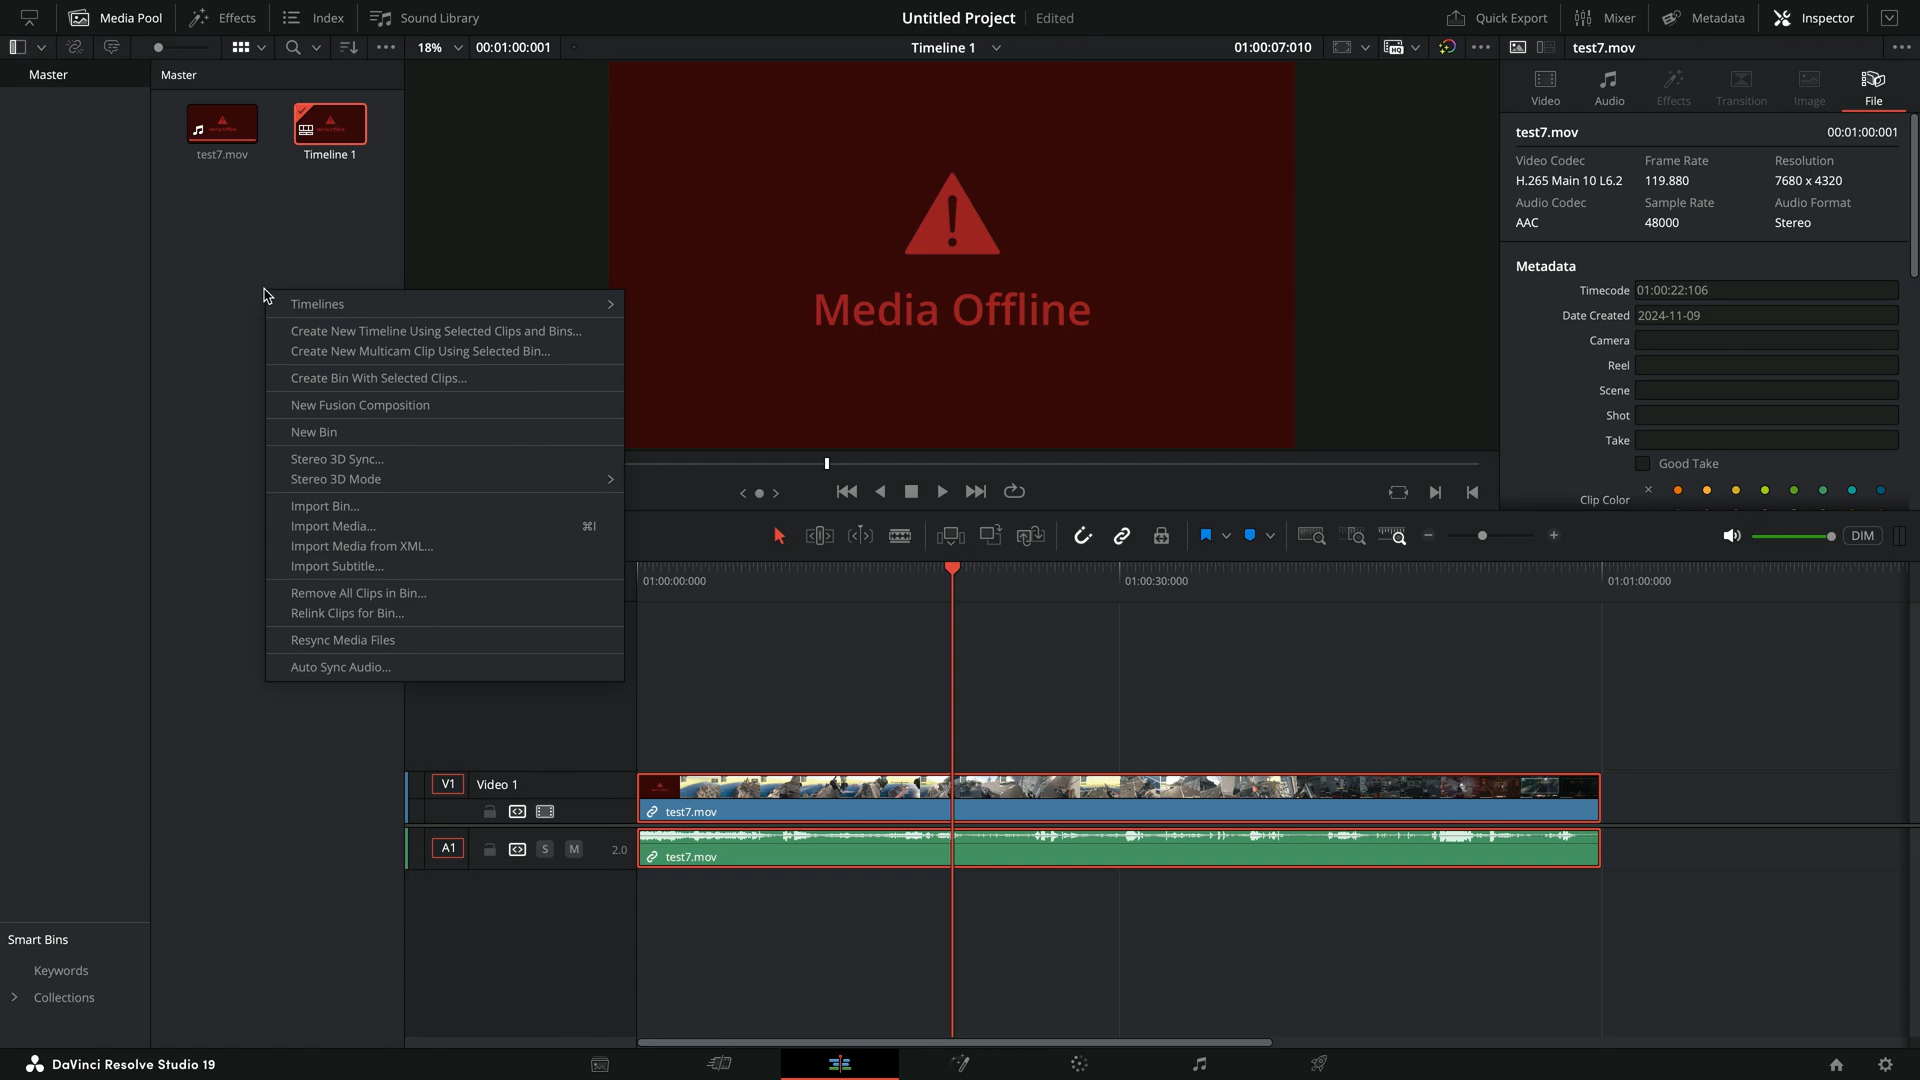 Media Pool
Effects
Index
Sound Library
Untitled Project
Edited
Quick Export
Mixer
Metadata
Inspector
18%
00:01:00:001
Timeline 1
01:00:07:010
test7.mov
Master
Master
test7.mov
Timeline 1
Media Offline
Timelines
Create New Timeline Using Selected Clips and Bins...
Create New Multicam Clip Using Selected Bin...
Create Bin With Selected Clips...
New Fusion Composition
New Bin
Stereo 3D Sync...
Stereo 3D Mode
Import Bin...
Import Media... ⌘I
Import Media from XML...
Import Subtitle...
Remove All Clips in Bin...
Relink Clips for Bin...
Resync Media Files
Auto Sync Audio...
Video
Audio
Effects
Transition
Image
File
test7.mov 00:01:00:001
Video Codec Frame Rate Resolution
H.265 Main 10 L6.2 119.880 7680 x 4320
Audio Codec Sample Rate Audio Format
AAC 48000 Stereo
Metadata
Timecode 01:00:22:106
Date Created 2024-11-09
Camera
Reel
Scene
Shot
Take
Good Take
Clip Color
DIM
01:00:00:000
01:00:30:000
01:01:00:000
V1 Video 1
test7.mov
A1 S M 2.0
test7.mov
Smart Bins
Keywords
Collections
DaVinci Resolve Studio 19